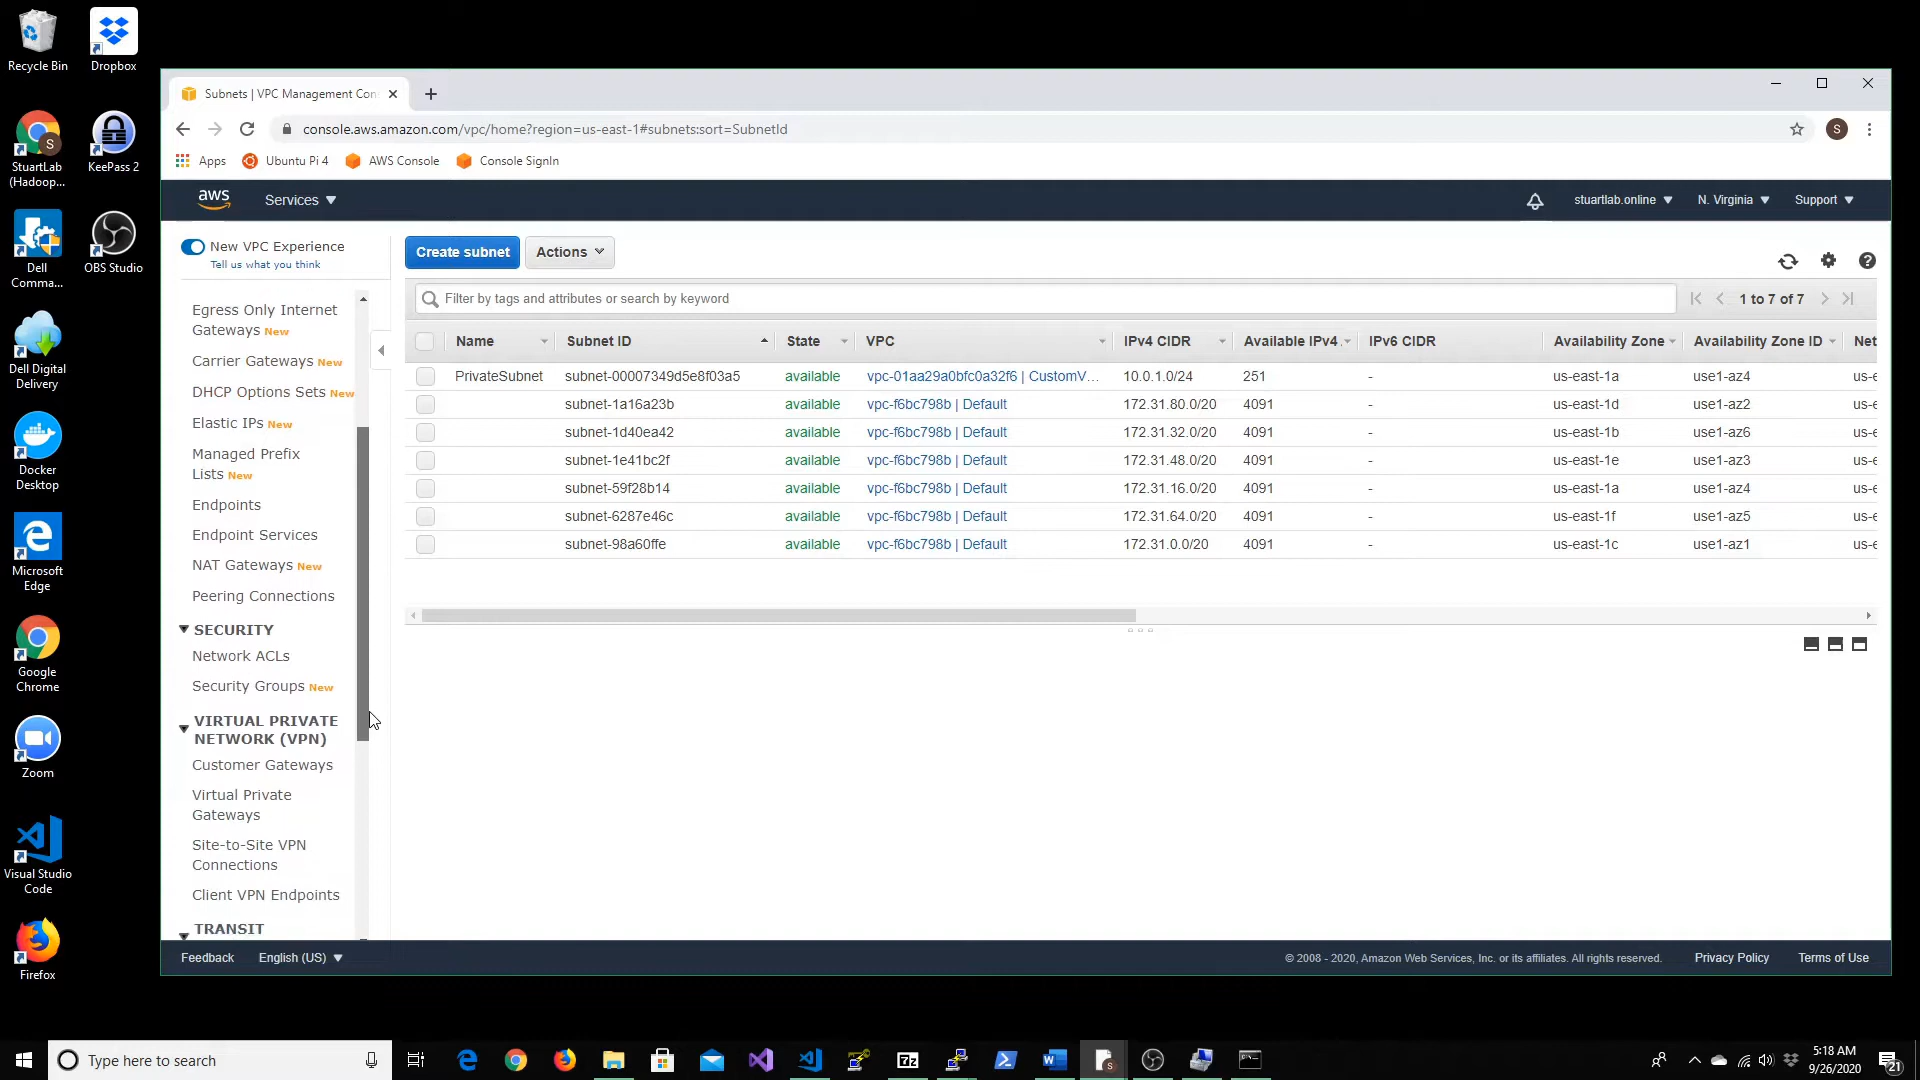 Recycle Bin
Dropbox
StuartLab
(Hadoop...
KeePass 2
Dell
Comma...
OBS Studio
Dell Digital
Delivery
Docker
Desktop
Microsoft
Edge
Google
Chrome
Zoom
Visual Studio
Code
Firefox
Subnets | VPC Management Con
console.aws.amazon.com/vpc/home?region=us-east-1#subnets:sort=SubnetId
S
Apps
Ubuntu Pi 4
AWS Console
Console SignIn
aws
Services
stuartlab.online
N. Virginia
Support
New VPC Experience
Tell us what you think
Egress Only Internet
Gateways New
Carrier Gateways New
DHCP Options Sets New
Elastic IPs New
Managed Prefix
Lists New
Endpoints
Endpoint Services
NAT Gateways New
Peering Connections
SECURITY
Network ACLs
Security Groups New
VIRTUAL PRIVATE
NETWORK (VPN)
Customer Gateways
Virtual Private
Gateways
Site-to-Site VPN
Connections
Client VPN Endpoints
TRANSIT
Create subnet
Actions
Filter by tags and attributes or search by keyword
1 to 7 of 7
Name Subnet ID State VPC IPv4 CIDR Available IPv4 IPv6 CIDR Availability Zone Availability Zone ID Net
PrivateSubnet subnet-00007349d5e8f03a5 available vpc-01aa29a0bfc0a32f6 | CustomV... 10.0.1.0/24 251 - us-east-1a use1-az4 us-e
subnet-1a16a23b available vpc-f6bc798b | Default 172.31.80.0/20 4091 - us-east-1d use1-az2 us-e
subnet-1d40ea42 available vpc-f6bc798b | Default 172.31.32.0/20 4091 - us-east-1b use1-az6 us-e
subnet-1e41bc2f available vpc-f6bc798b | Default 172.31.48.0/20 4091 - us-east-1e use1-az3 us-e
subnet-59f28b14 available vpc-f6bc798b | Default 172.31.16.0/20 4091 - us-east-1a use1-az4 us-e
subnet-6287e46c available vpc-f6bc798b | Default 172.31.64.0/20 4091 - us-east-1f use1-az5 us-e
subnet-98a60ffe available vpc-f6bc798b | Default 172.31.0.0/20 4091 - us-east-1c use1-az1 us-e
Feedback
English (US)
© 2008 - 2020, Amazon Web Services, Inc. or its affiliates. All rights reserved.
Privacy Policy
Terms of Use
Type here to search
5:18 AM
9/26/2020
21